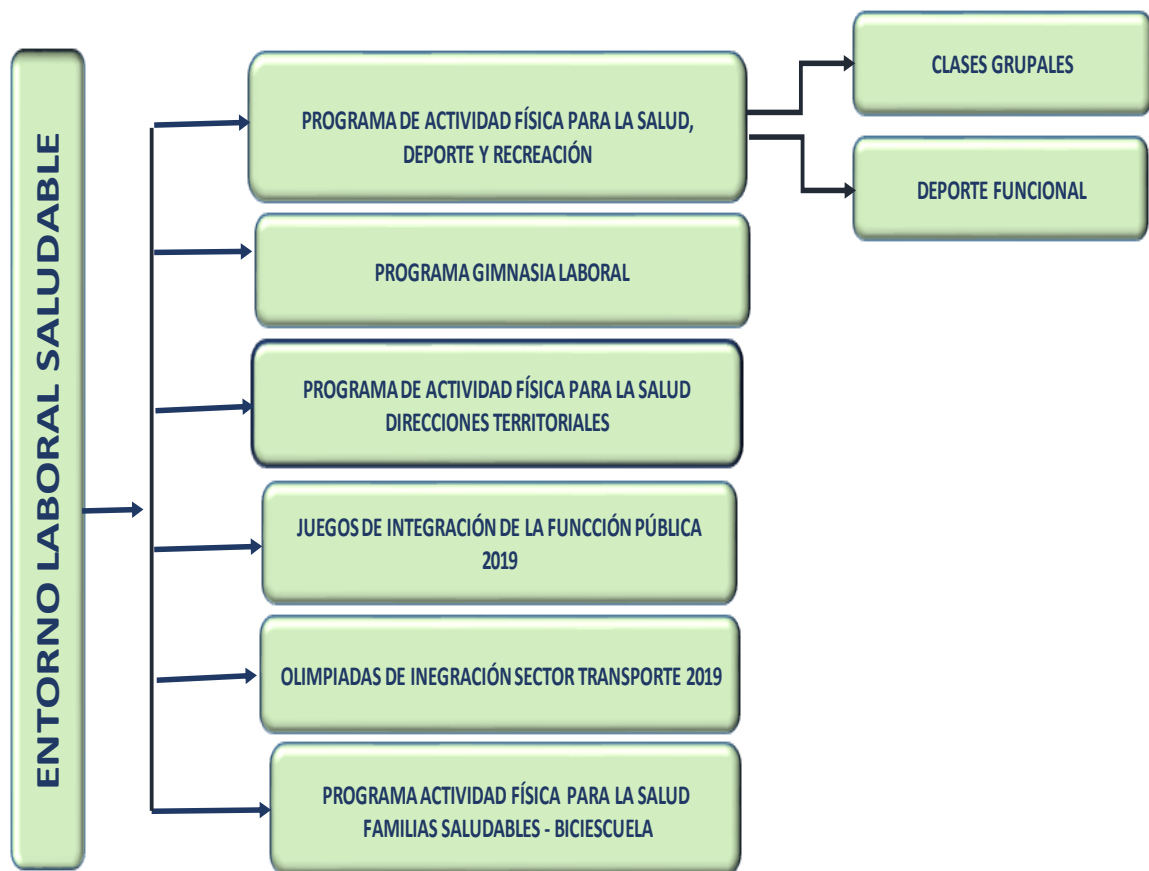 ENTORNO LABORAL SALUDABLE
PROGRAMA DE ACTIVIDAD FÍSICA PARA LA SALUD,
DEPORTE Y RECREACIÓN
CLASES GRUPALES
DEPORTE FUNCIONAL
PROGRAMA GIMNASIA LABORAL
PROGRAMA DE ACTIVIDAD FÍSICA PARA LA SALUD
DIRECCIONES TERRITORIALES
JUEGOS DE INTEGRACIÓN DE LA FUNCCIÓN PÚBLICA
2019
OLIMPIADAS DE INEGRACIÓN SECTOR TRANSPORTE 2019
PROGRAMA ACTIVIDAD FÍSICA PARA LA SALUD
FAMILIAS SALUDABLES - BICIESCUELA